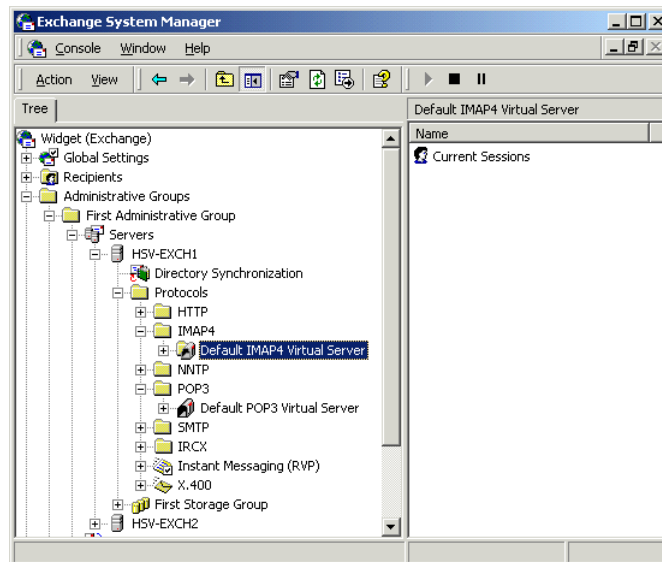 Exchange System Manager
Console Window Help
Action View
Tree
Default IMAP4 Virtual Server
Name
Current Sessions
Widget (Exchange)
Global Settings
Recipients
Administrative Groups
First Administrative Group
Servers
HSV-EXCH1
Directory Synchronization
Protocols
HTTP
IMAP4
Default IMAP4 Virtual Server
NNTP
POP3
Default POP3 Virtual Server
SMTP
IRCX
Instant Messaging (RVP)
X.400
First Storage Group
HSV-EXCH2